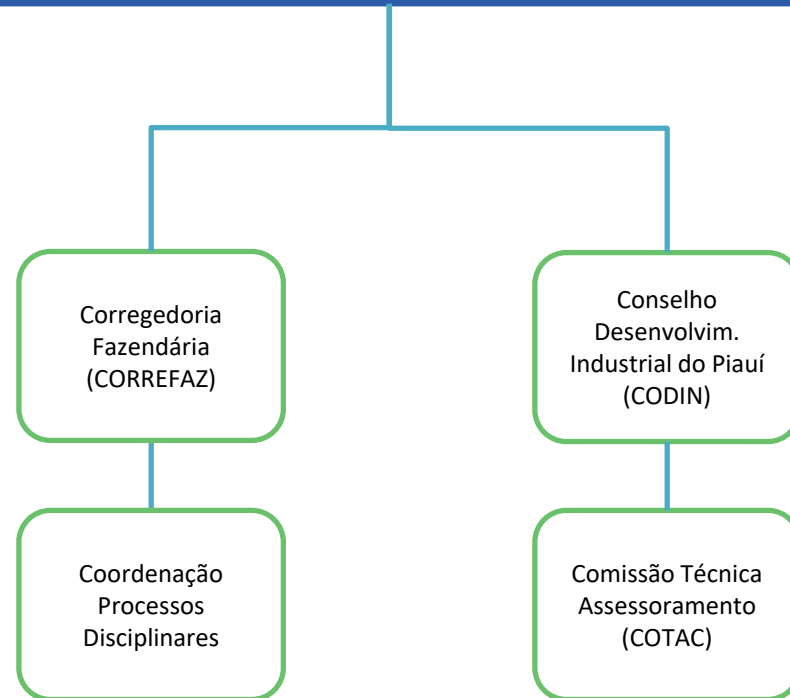 Corregedoria
Fazendária
(CORREFAZ)
Conselho
Desenvolvim.
Industrial do Piauí
(CODIN)
Coordenação
Processos
Disciplinares
Comissão Técnica
Assessoramento
(COTAC)